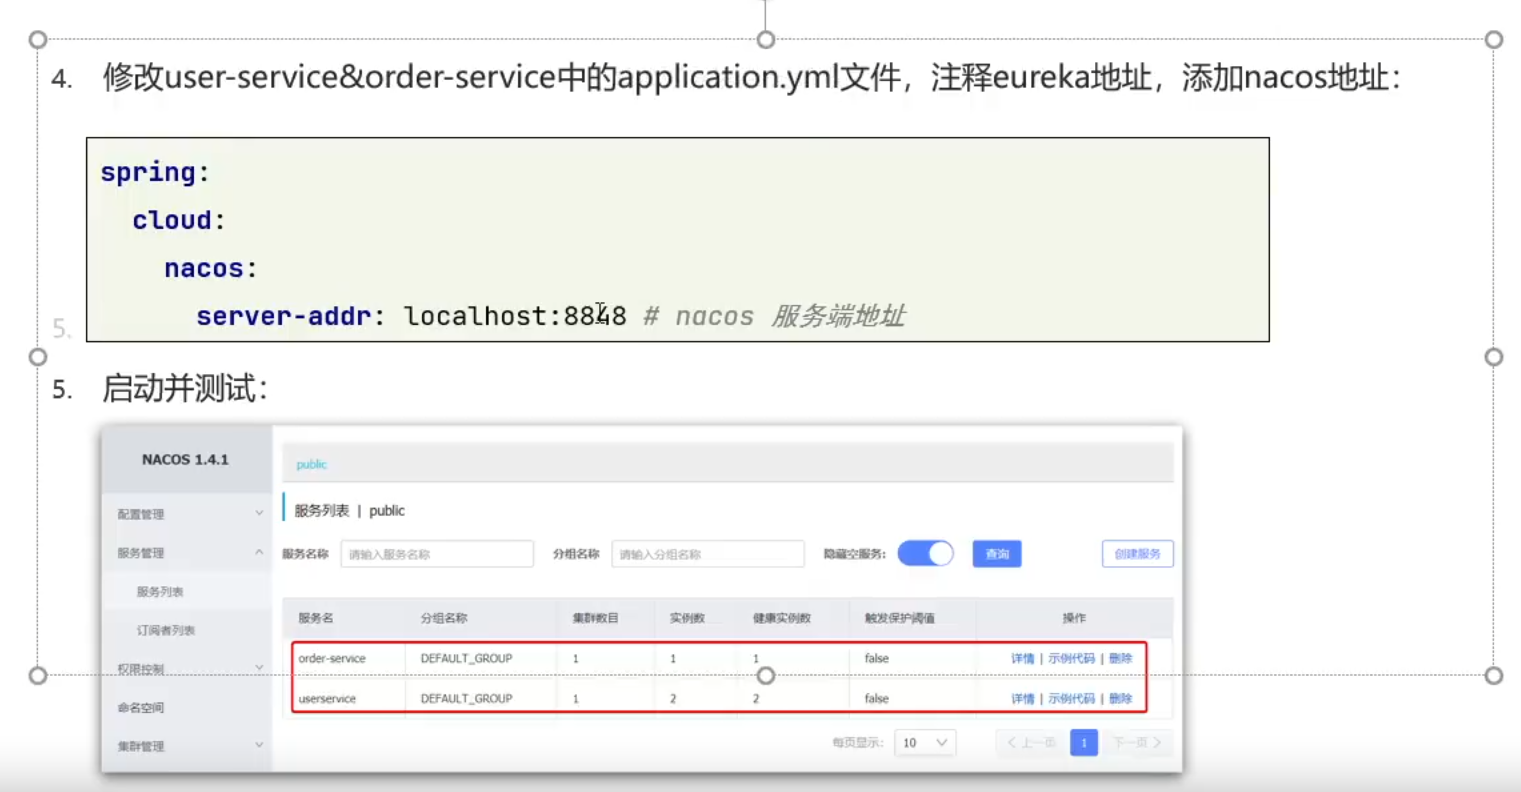 4. 修改user-service&order-service中的application.yml文件，注释eureka地址，添加nacos地址：
spring:
cloud:
nacos:
server-addr: localhost:8848 # nacos 服务端地址
5.
5. 启动并测试：
NACOS 1.4.1
public
配置管理
服务列表 | public
服务管理
服务名称 请输入服务名称 分组名称 请输入分组名称 隐藏空服务: 查询 创建服务
服务列表
服务名 分组名称 集群数目 实例数 健康实例数 触发保护阈值 操作
订阅者列表
order-service DEFAULT_GROUP 1 1 1 false 详情 | 示例代码 | 删除
权限控制
userservice DEFAULT_GROUP 1 2 2 false 详情 | 示例代码 | 删除
命名空间
每页显示: 10 < 上一页 1 下一页 >
集群管理